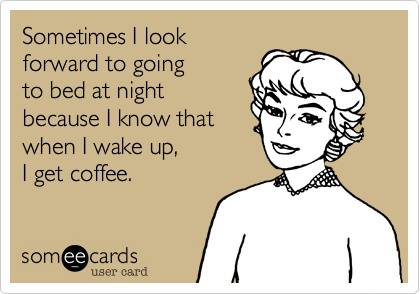 Sometimes I look
forward to going
to bed at night
because I know that
when I wake up,
I get coffee.
someecards
user card